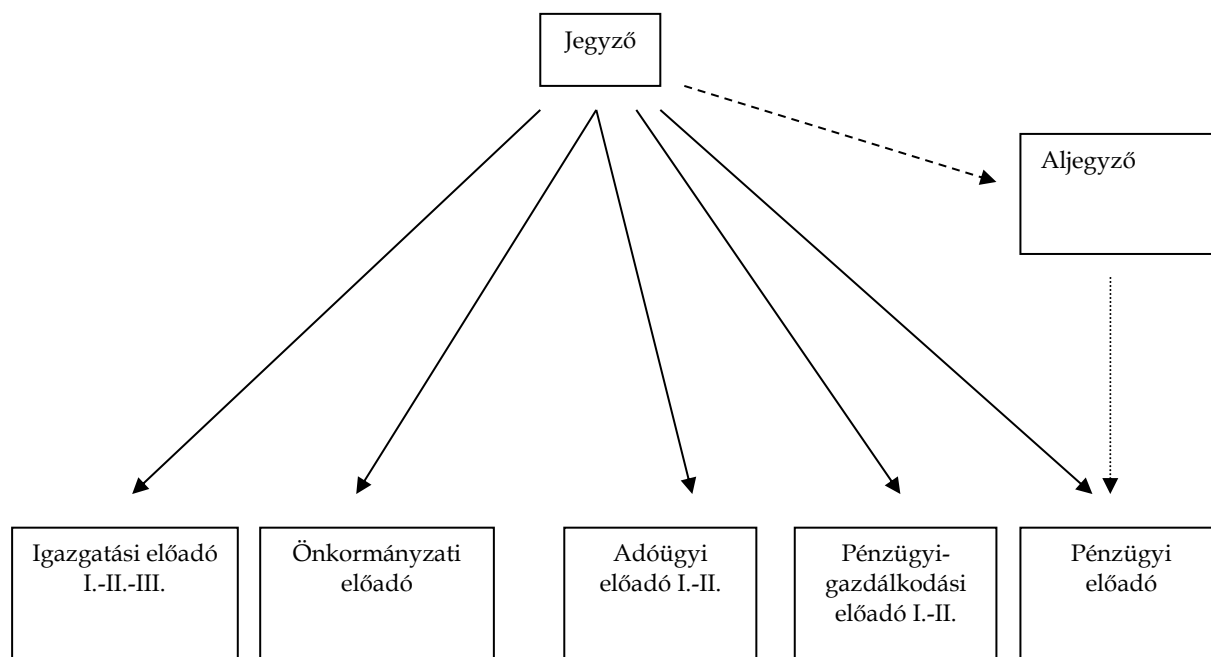 Jegyző
Aljegyző
Igazgatási előadó
I.-II.-III.
Önkormányzati
előadó
Adóügyi
előadó I.-II.
Pénzügyi-
gazdálkodási
előadó I.-II.
Pénzügyi
előadó